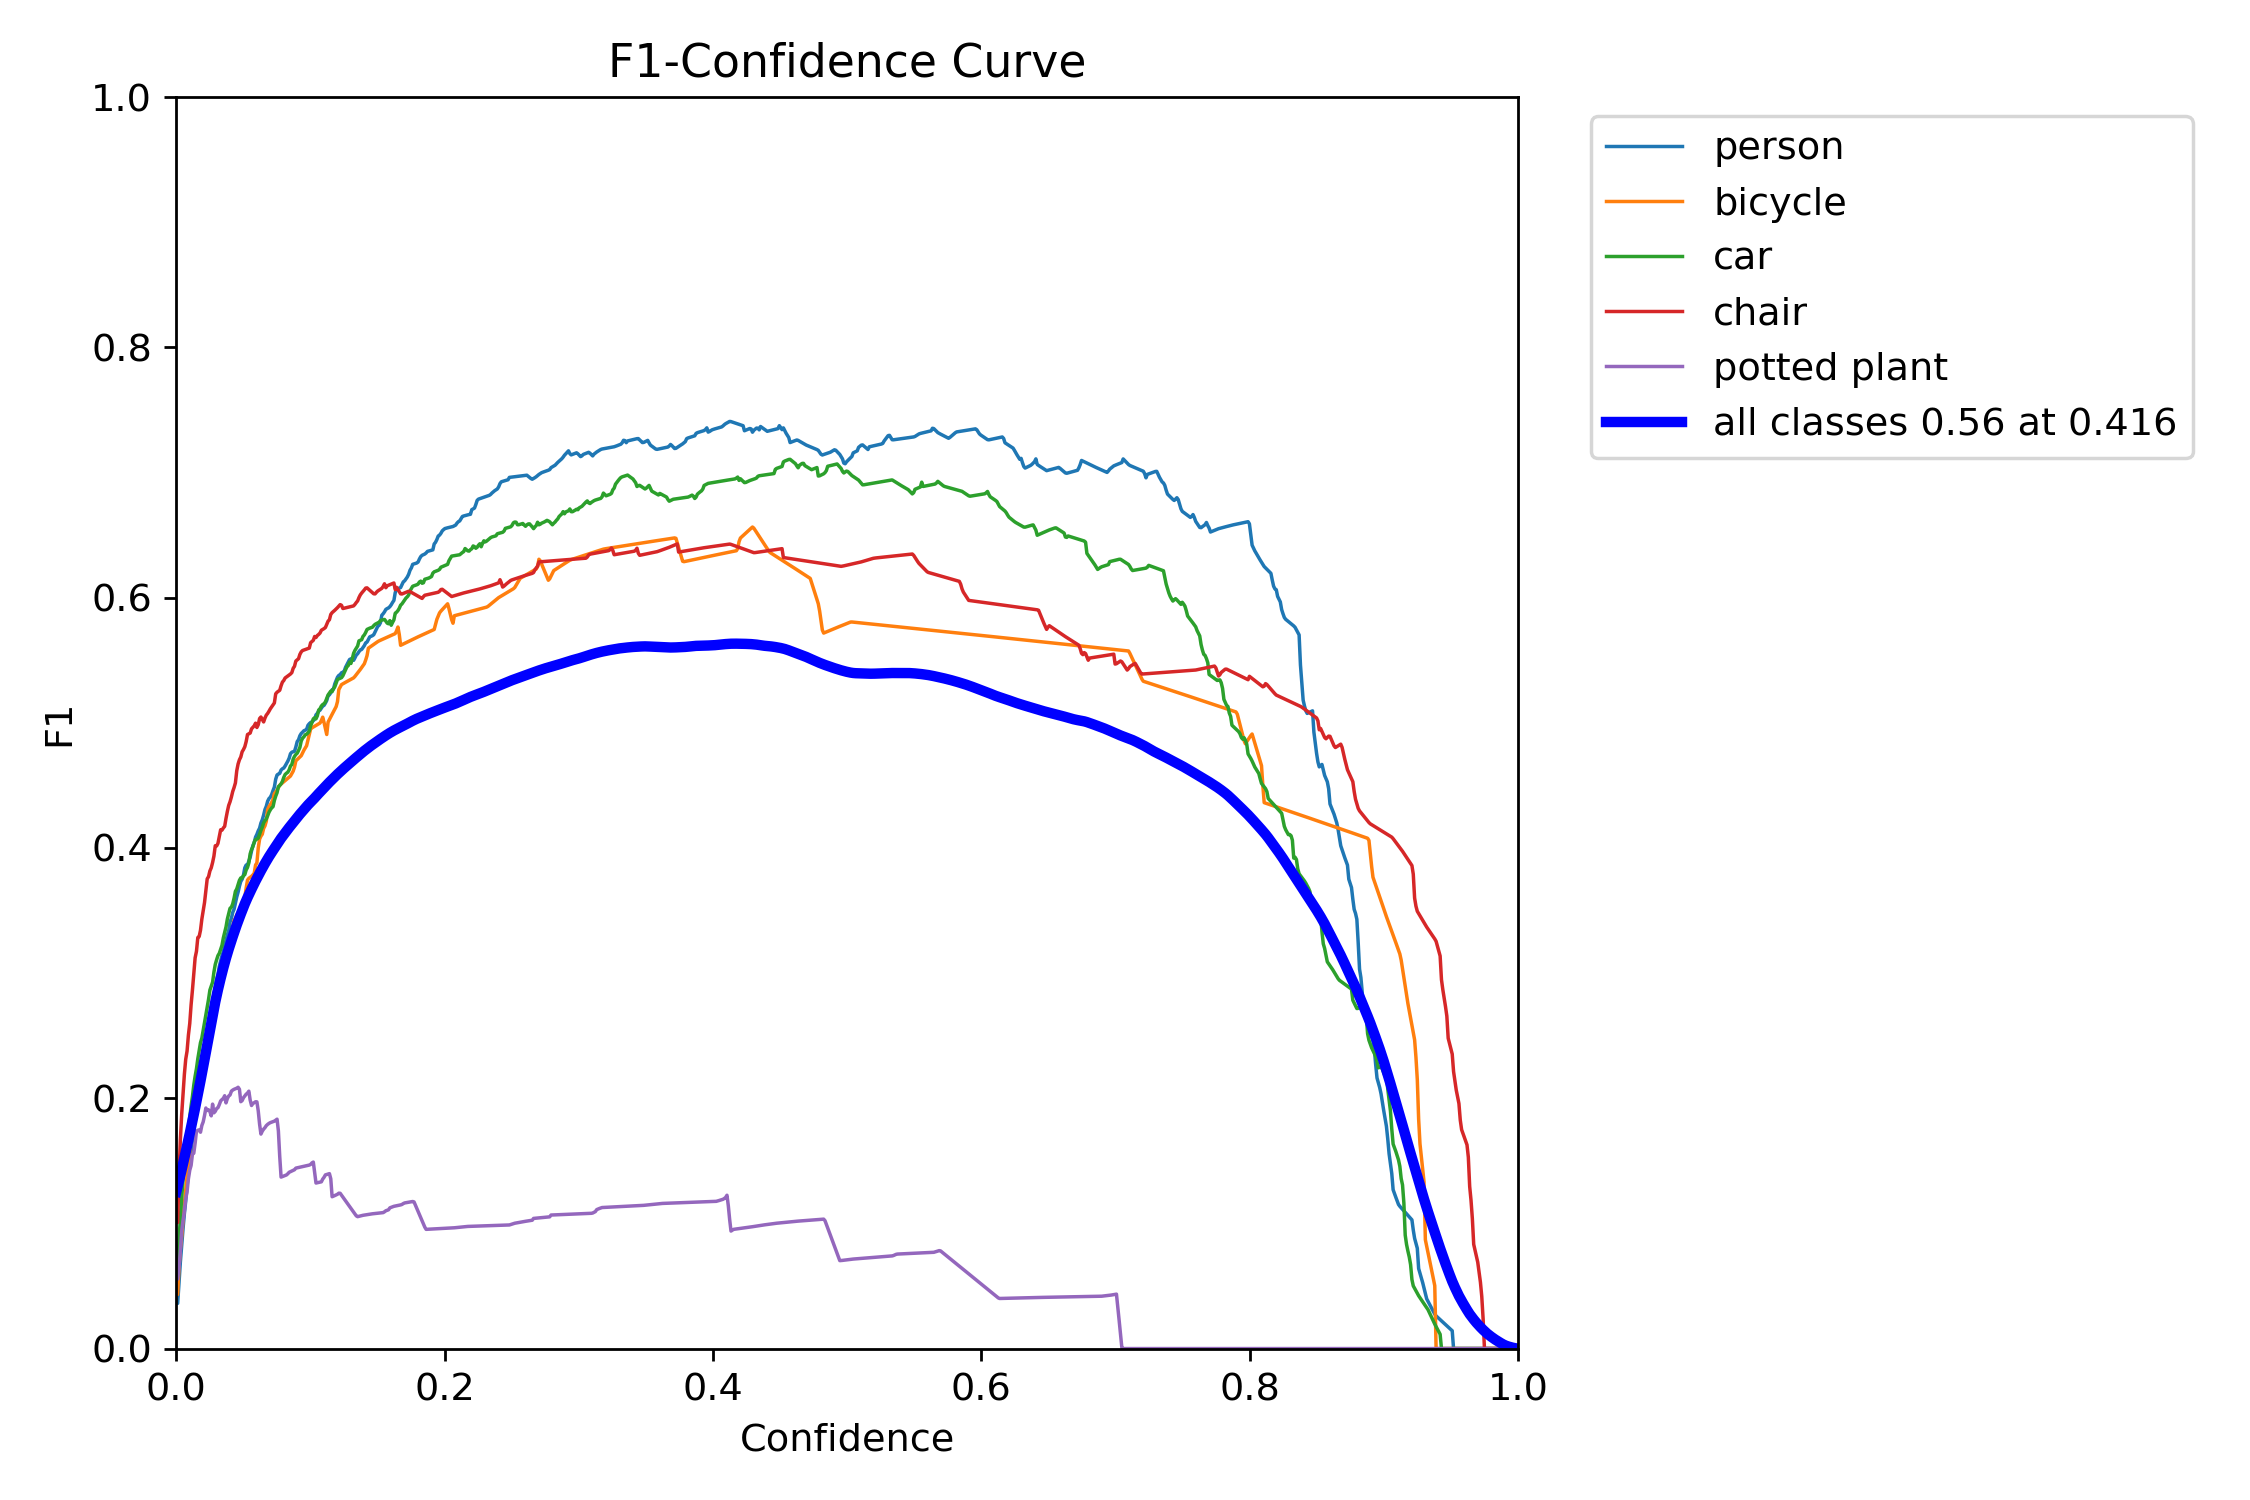 F1-Confidence Curve
1.0
0.8
0.6
0.4
0.2
0.0
F1
0.0 0.2 0.4 0.6 0.8 1.0
Confidence
person
bicycle
car
chair
potted plant
all classes 0.56 at 0.416